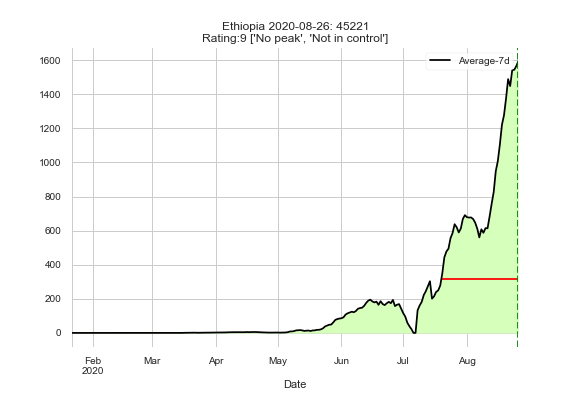 Ethiopia 2020-08-26: 45221
Rating:9 ['No peak', 'Not in control']
Average-7d
1600
1400
1200
1000
800
600
400
200
0
Feb Mar Apr May Jun Jul Aug
2020
Date